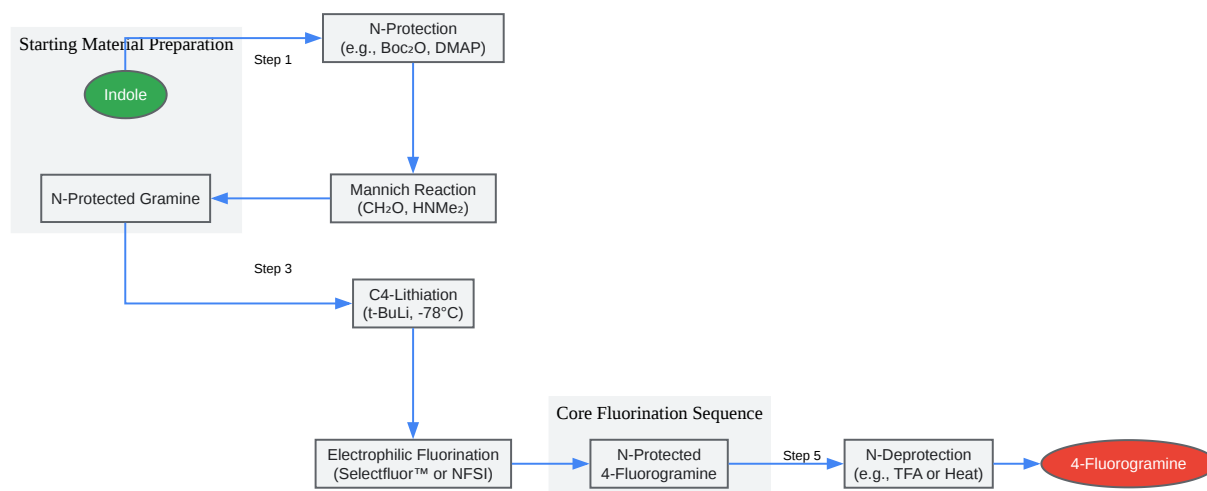 N-Protection
(e.g., Boc₂O, DMAP)
Starting Material Preparation
Step 1
Indole
Mannich Reaction
(CH₂O, HNMe₂)
N-Protected Gramine
Step 3
C4-Lithiation
(t-BuLi, -78°C)
Core Fluorination Sequence
Electrophilic Fluorination
(Selectfluor™ or NFSI)
N-Protected
4-Fluorogramine
Step 5
N-Deprotection
(e.g., TFA or Heat)
4-Fluorogramine